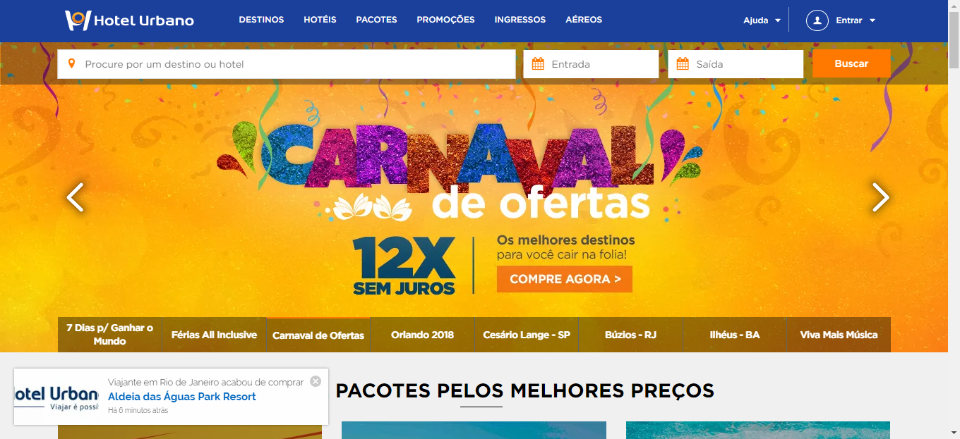 Hotel Urbano
DESTINOS HOTÉIS PACOTES PROMOÇÕES INGRESSOS AÉREOS
Ajuda Entrar
Procure por um destino ou hotel
Entrada
Saída
Buscar
CARNAVAL
de ofertas
12X
SEM JUROS
Os melhores destinos
para você cair na folia!
COMPRE AGORA >
7 Dias p/ Ganhar o
Mundo
Férias All Inclusive
Carnaval de Ofertas
Orlando 2018
Cesário Lange - SP
Búzios - RJ
Ilhéus - BA
Viva Mais Música
PACOTES PELOS MELHORES PREÇOS
otel Urban
Viajar é possí
Viajante em Rio de Janeiro acabou de comprar
Aldeia das Águas Park Resort
Há 6 minutos atrás